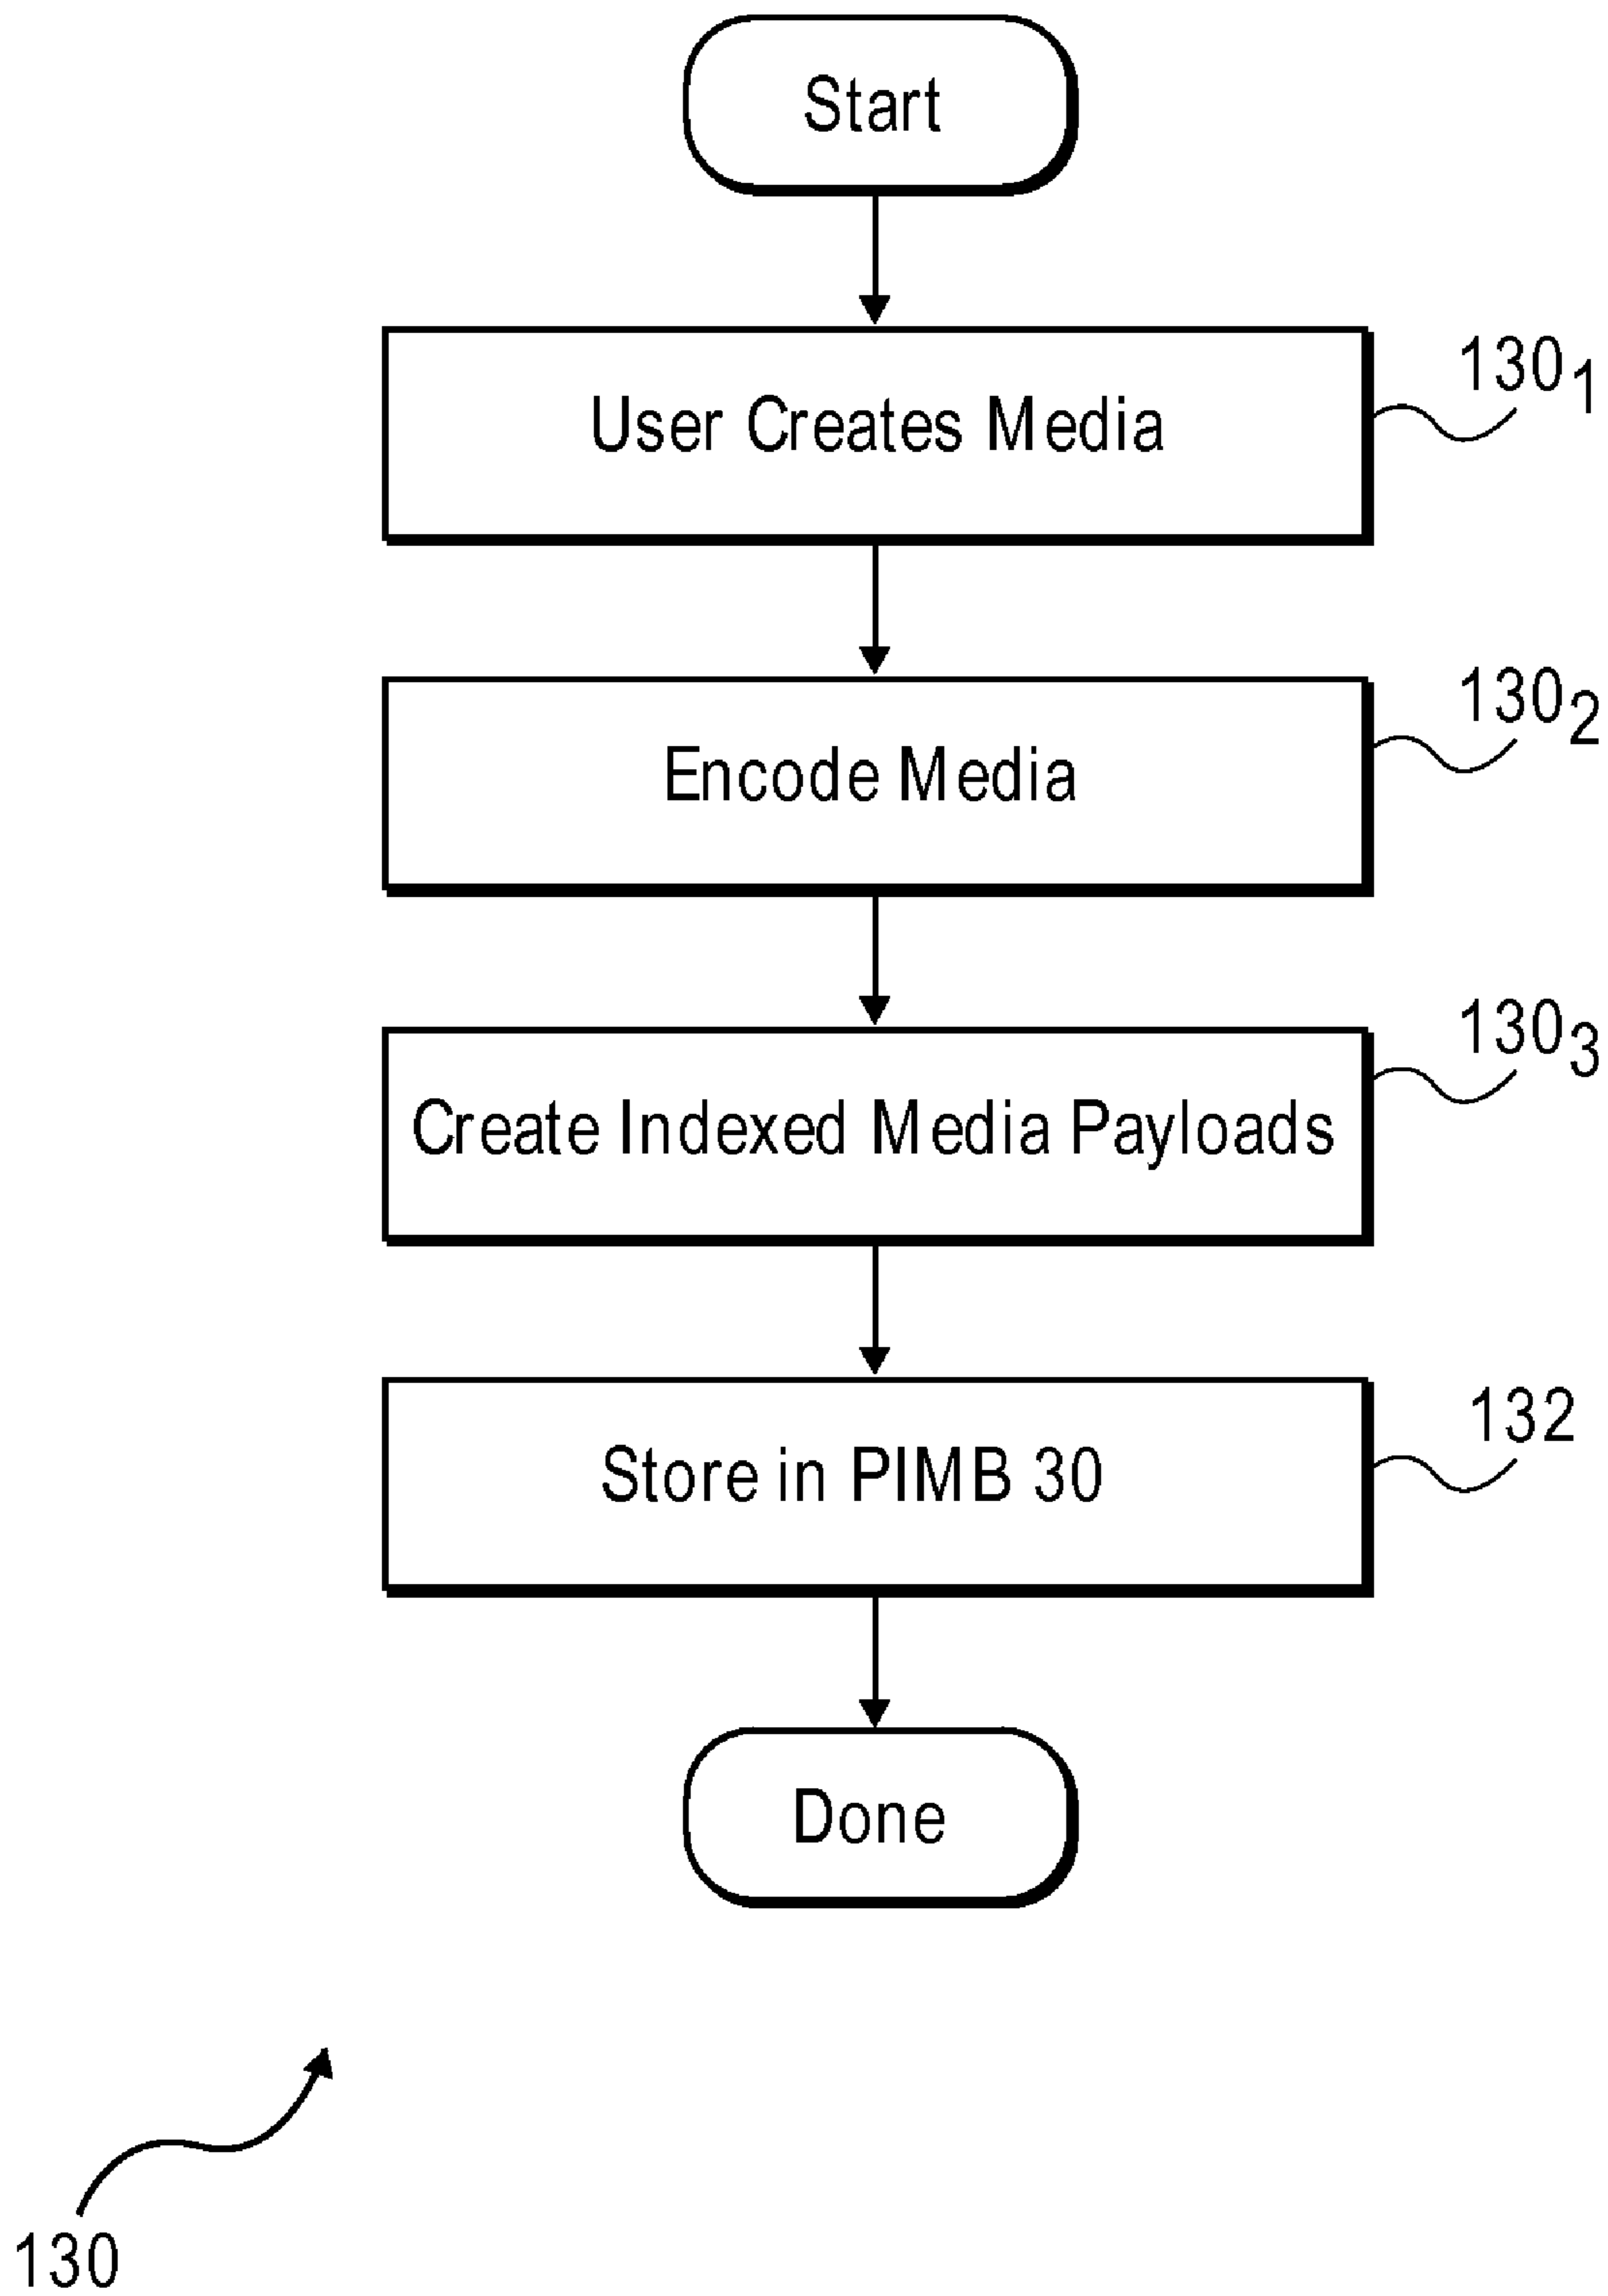 Start
User Creates Media
130₁
Encode Media
130₂
Create Indexed Media Payloads
130₃
Store in PIMB 30
132
Done
130